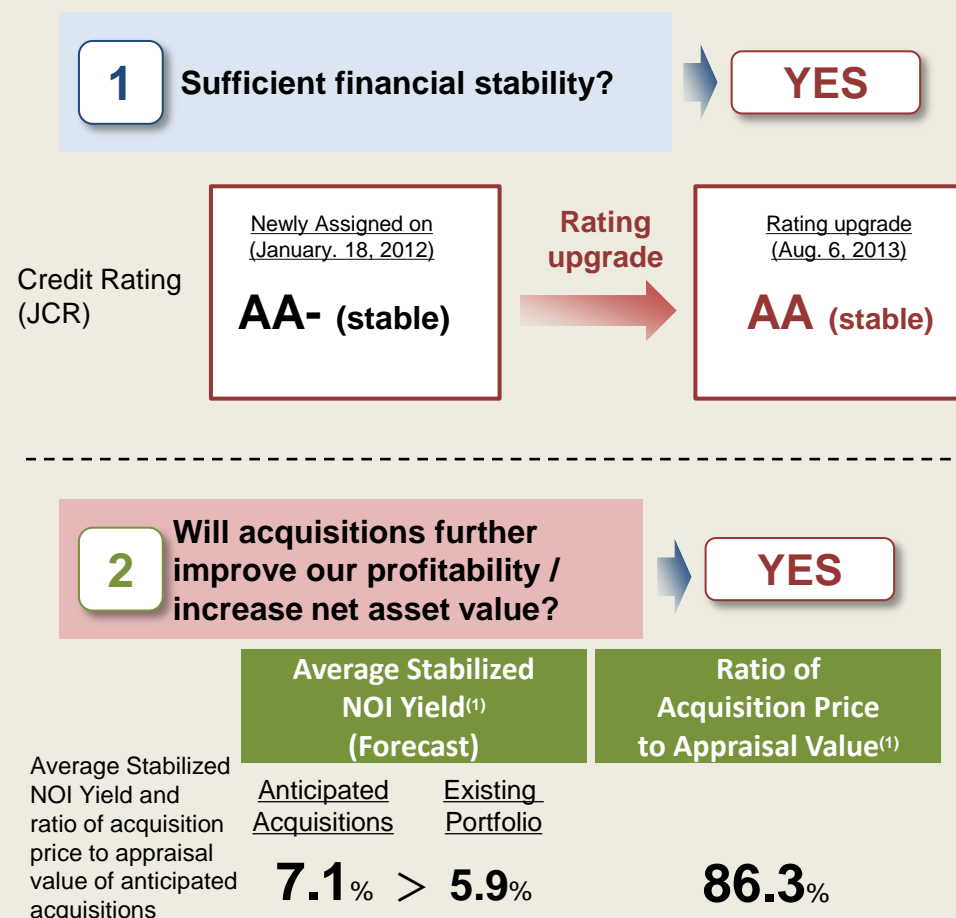 1
Sufficient financial stability?
YES
Credit Rating
(JCR)
Newly Assigned on
(January. 18, 2012)
AA- (stable)
Rating
upgrade
Rating upgrade
(Aug. 6, 2013)
AA (stable)
2
Will acquisitions further
improve our profitability /
increase net asset value?
YES
Average Stabilized
NOI Yield(1)
(Forecast)
Ratio of
Acquisition Price
to Appraisal Value(1)
Average Stabilized
NOI Yield and
ratio of acquisition
price to appraisal
value of anticipated
acquisitions
Anticipated
Acquisitions
Existing
Portfolio
7.1% > 5.9%
86.3%